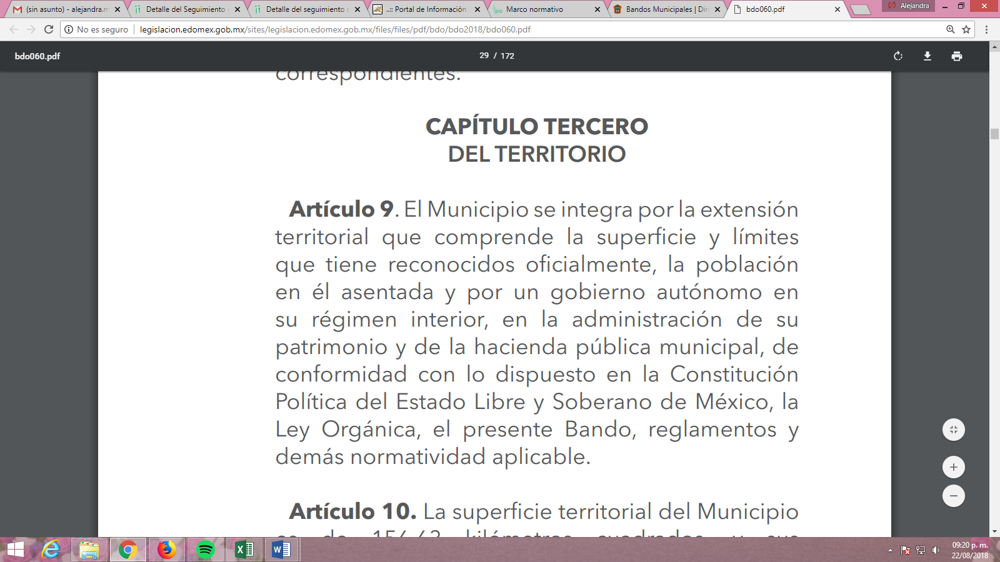 (sin asunto) - alejandra.m
Detalle del Seguimiento
Detalle del seguimiento
..:: Portal de Información
Marco normativo
Bandos Municipales | Dir
bdo060.pdf
Alejandra
No es seguro
legislacion.edomex.gob.mx/sites/legislacion.edomex.gob.mx/files/files/pdf/bdo/bdo2018/bdo060.pdf
bdo060.pdf
29 / 172
correspondientes.
CAPÍTULO TERCERO
DEL TERRITORIO
Artículo 9. El Municipio se integra por la extensión
territorial que comprende la superficie y límites
que tiene reconocidos oficialmente, la población
en él asentada y por un gobierno autónomo en
su régimen interior, en la administración de su
patrimonio y de la hacienda pública municipal, de
conformidad con lo dispuesto en la Constitución
Política del Estado Libre y Soberano de México, la
Ley Orgánica, el presente Bando, reglamentos y
demás normatividad aplicable.
Artículo 10. La superficie territorial del Municipio
es de kilómetros cuadrados y sus
09:20 p. m.
22/08/2018